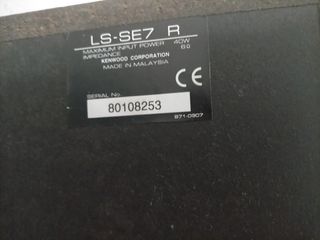 LS-SE7 R
MAXIMUM INPUT POWER 40W
IMPEDANCE 6Ω
KENWOOD CORPORATION
MADE IN MALAYSIA
CE
SERIAL No.
80108253
B71-0907